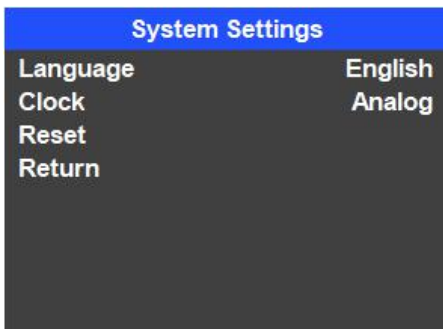 System Settings
Language English
Clock Analog
Reset
Return